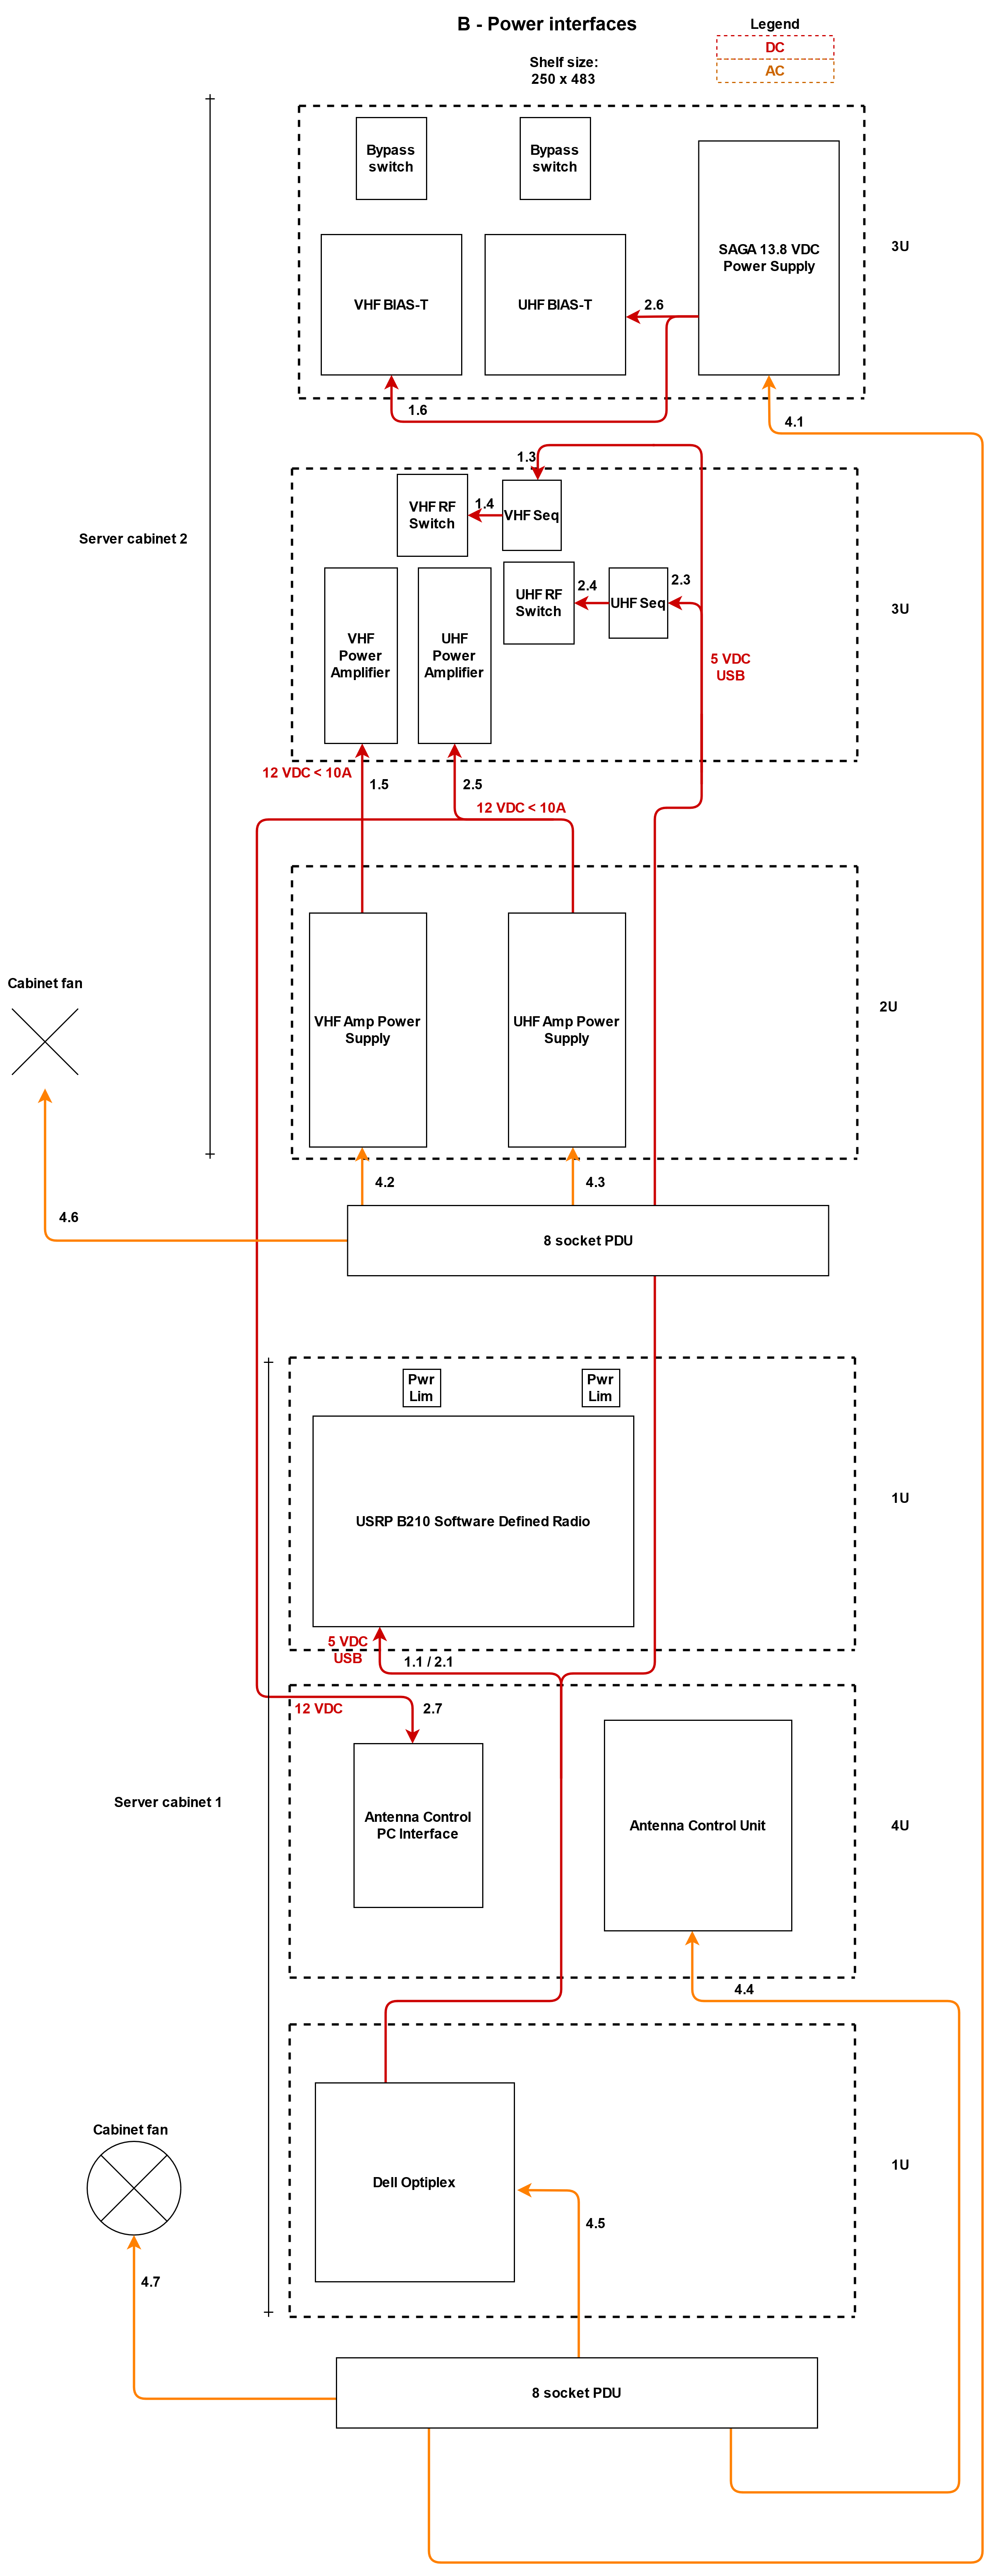 B - Power interfaces
Legend
DC
AC
Shelf size:
250 x 483
Bypass
switch
Bypass
switch
SAGA 13.8 VDC
Power Supply
3U
VHF BIAS-T
UHF BIAS-T
2.6
1.6
4.1
1.3
VHF RF
Switch
1.4
VHF Seq
Server cabinet 2
UHF RF
Switch
2.4
UHF Seq
2.3
3U
VHF
Power
Amplifier
UHF
Power
Amplifier
5 VDC
USB
12 VDC < 10A
1.5
2.5
12 VDC < 10A
Cabinet fan
2U
VHF Amp Power
Supply
UHF Amp Power
Supply
4.2
4.3
4.6
8 socket PDU
Pwr
Lim
Pwr
Lim
1U
USRP B210 Software Defined Radio
5 VDC
USB
1.1 / 2.1
12 VDC
2.7
Server cabinet 1
Antenna Control
PC Interface
Antenna Control Unit
4U
4.4
Cabinet fan
1U
Dell Optiplex
4.5
4.7
8 socket PDU